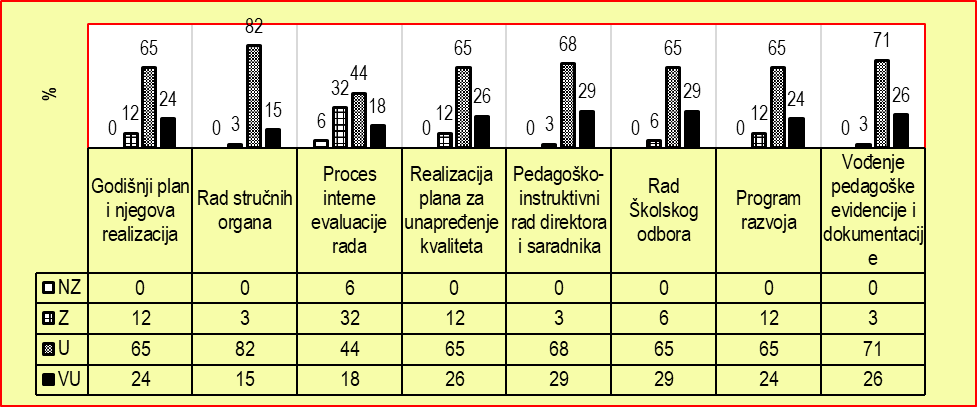 %
0 12 65 24
0 3 82 15
6 32 44 18
0 12 65 26
0 3 68 29
0 6 65 29
0 12 65 24
0 3 71 26
Godišnji plan
i njegova
realizacija
Rad stručnih
organa
Proces
interne
evaluacije
rada
Realizacija
plana za
unapređenje
kvaliteta
Pedagoško-
instruktivni
rad direktora
i saradnika
Rad
Školskog
odbora
Program
razvoja
Vođenje
pedagoške
evidencije i
dokumentacij
e
NZ 0 0 6 0 0 0 0 0
Z 12 3 32 12 3 6 12 3
U 65 82 44 65 68 65 65 71
VU 24 15 18 26 29 29 24 26